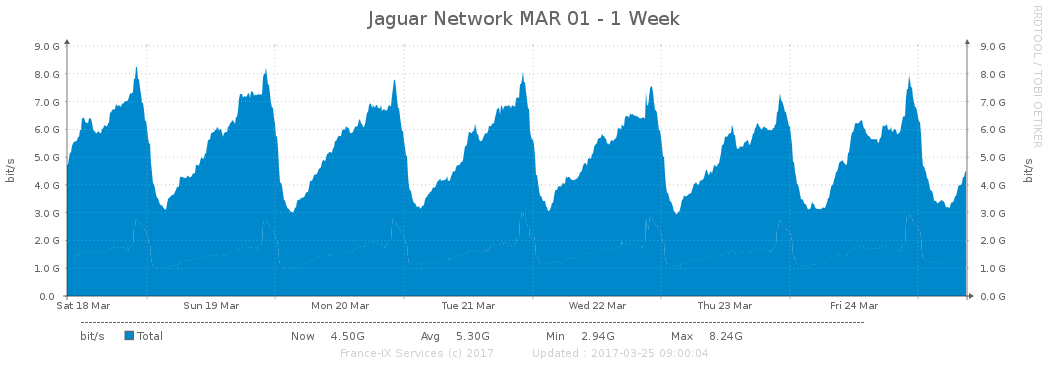 Jaguar Network MAR 01 - 1 Week
RRDTOOL / TOBI OETIKER
bit/s
9.0 G 9.0 G
8.0 G 8.0 G
7.0 G 7.0 G
6.0 G 6.0 G
5.0 G 5.0 G
4.0 G 4.0 G
3.0 G 3.0 G
2.0 G 2.0 G
1.0 G 1.0 G
0.0 0.0 G
bit/s
Sat 18 Mar Sun 19 Mar Mon 20 Mar Tue 21 Mar Wed 22 Mar Thu 23 Mar Fri 24 Mar
bit/s Total Now 4.50G Avg 5.30G Min 2.94G Max 8.24G
France-IX Services (c) 2017 Updated : 2017-03-25 09:00:04